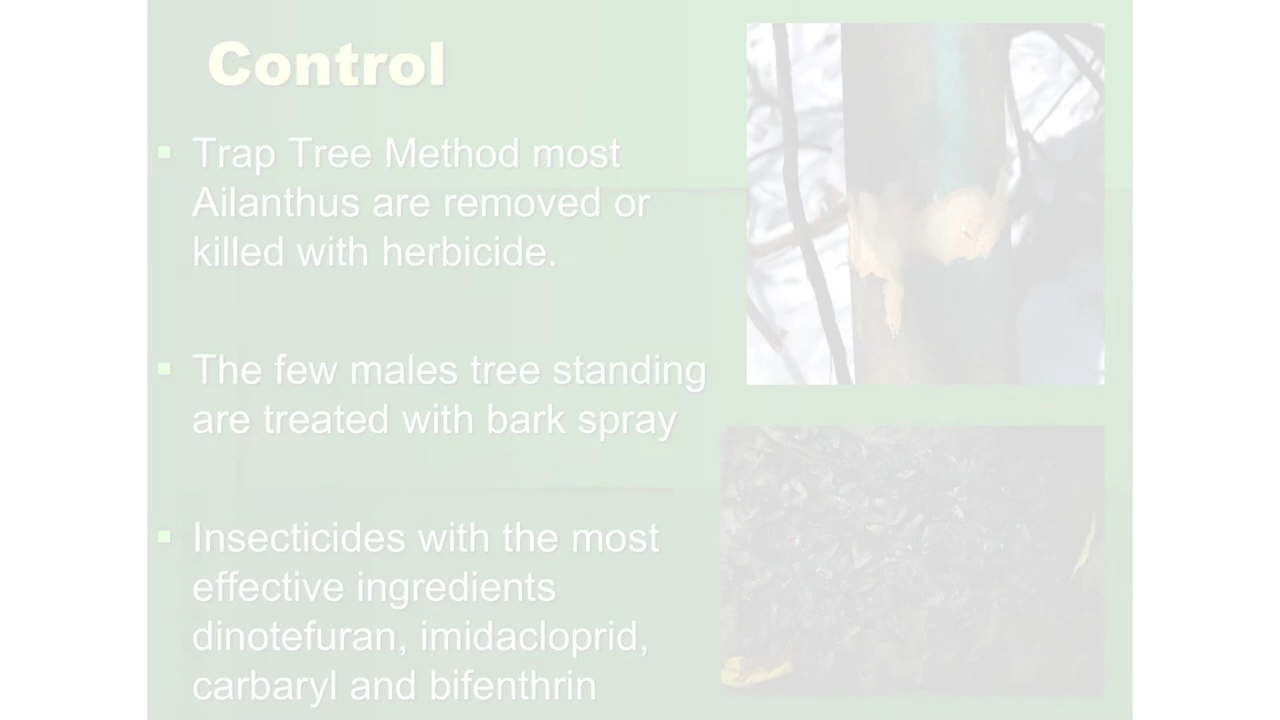 Control
Trap Tree Method most
Ailanthus are removed or
killed with herbicide.
The few males tree standing
are treated with bark spray
Insecticides with the most
effective ingredients
dinotefuran, imidacloprid,
carbaryl and bifenthrin